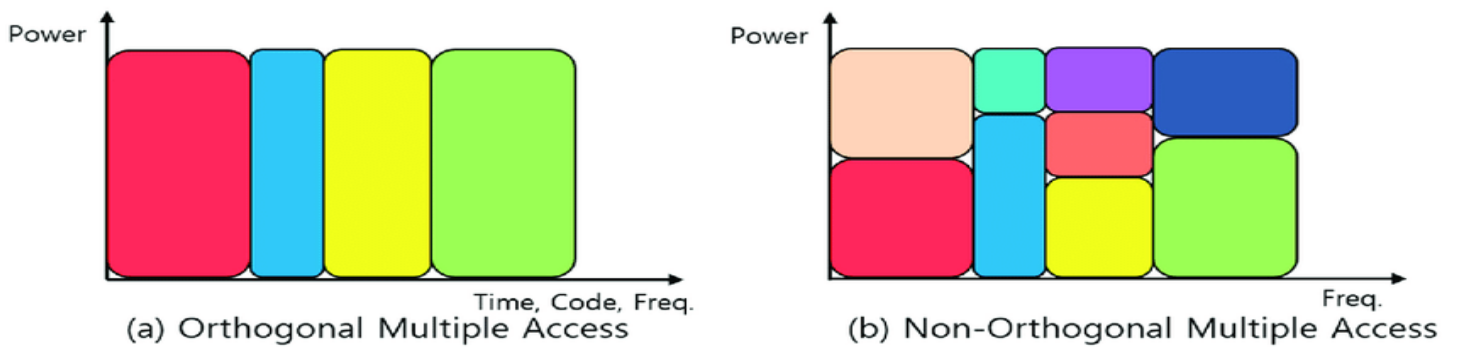 Power
Time, Code, Freq.
(a) Orthogonal Multiple Access
Power
Freq.
(b) Non-Orthogonal Multiple Access